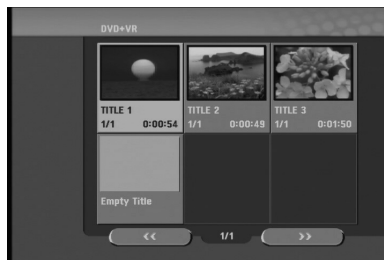 DVD+VR
TITLE 1
1/1 0:00:54
TITLE 2
1/1 0:00:49
TITLE 3
1/1 0:01:50
Empty Title
<< 1/1 >>